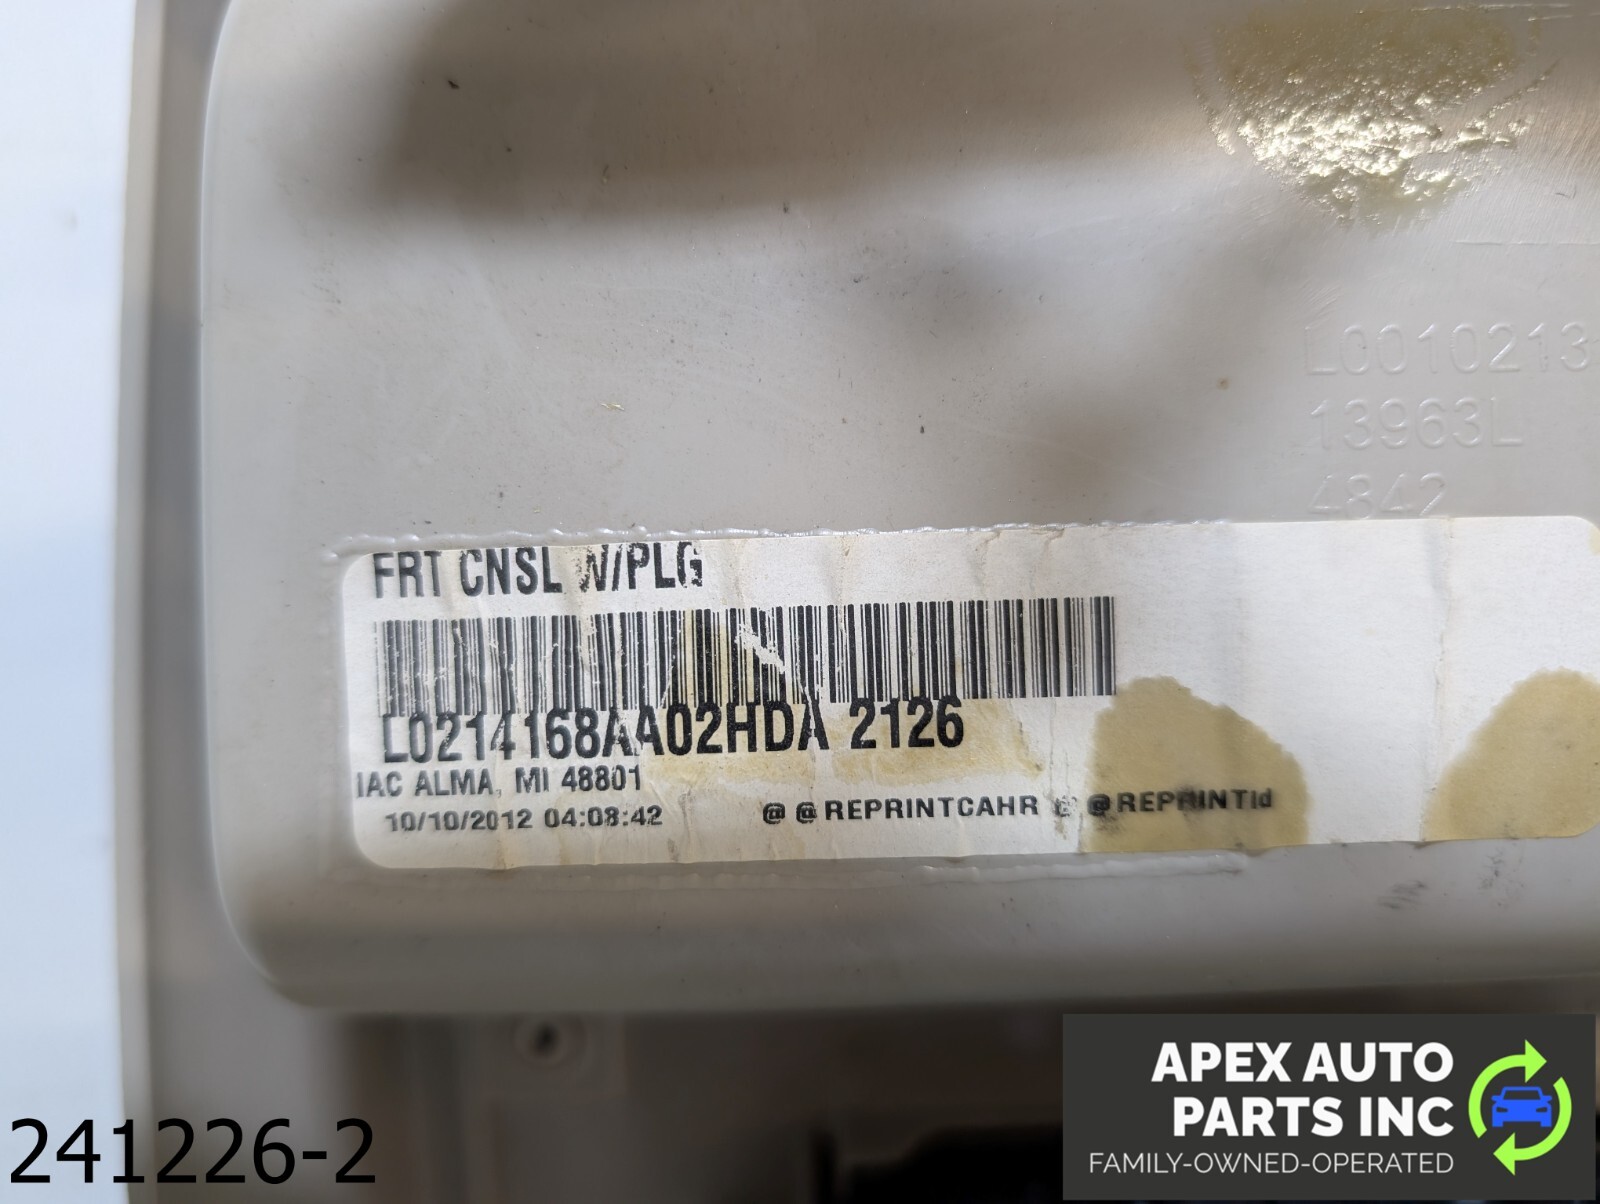 L0010213
13963L
4842
FRT CNSL W/PLG
L0214168AA02HDA 2126
IAC ALMA, MI 48801
10/10/2012 04:08:42 @ @REPRINTCAHR @ @REPRINTId
APEX AUTO
PARTS INC
FAMILY-OWNED-OPERATED
241226-2